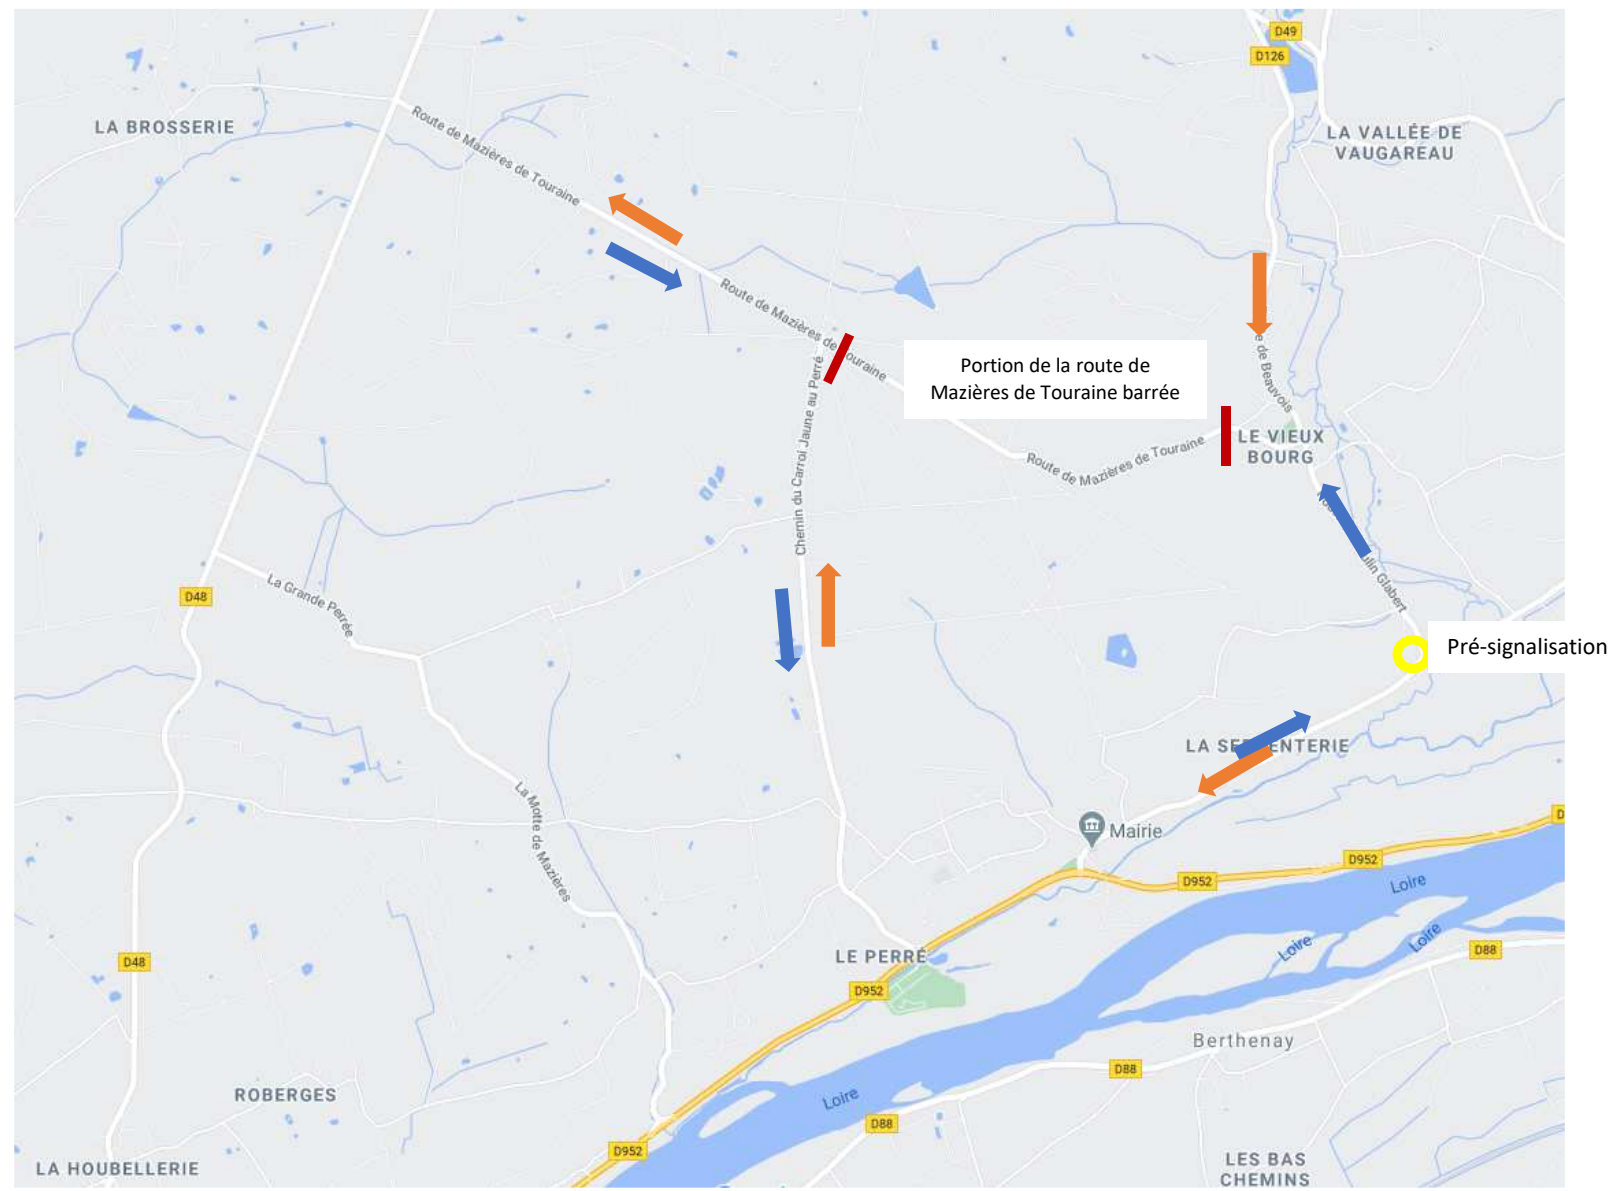 D49
D126
LA BROSSERIE
Route de Mazières de Touraine
LA VALLÉE DE
VAUGAREAU
Route de Mazières de Touraine
Portion de la route de
Mazières de Touraine barrée
e de Beauvois
Chemin du Carroi Jaune au Perré
LE VIEUX
BOURG
Route de Mazières de Touraine
ulin Glabert
D48
La Grande Perrée
Pré-signalisation
LA SE ENTERIE
La Motte de Mazières
Mairie
D
D952
D952
Loire
LE PERRÉ
D48
D952
Loire
Loire
D88
Berthenay
D88
ROBERGES
Loire
D88
D952
LA HOUBELLERIE
LES BAS
CHEMINS